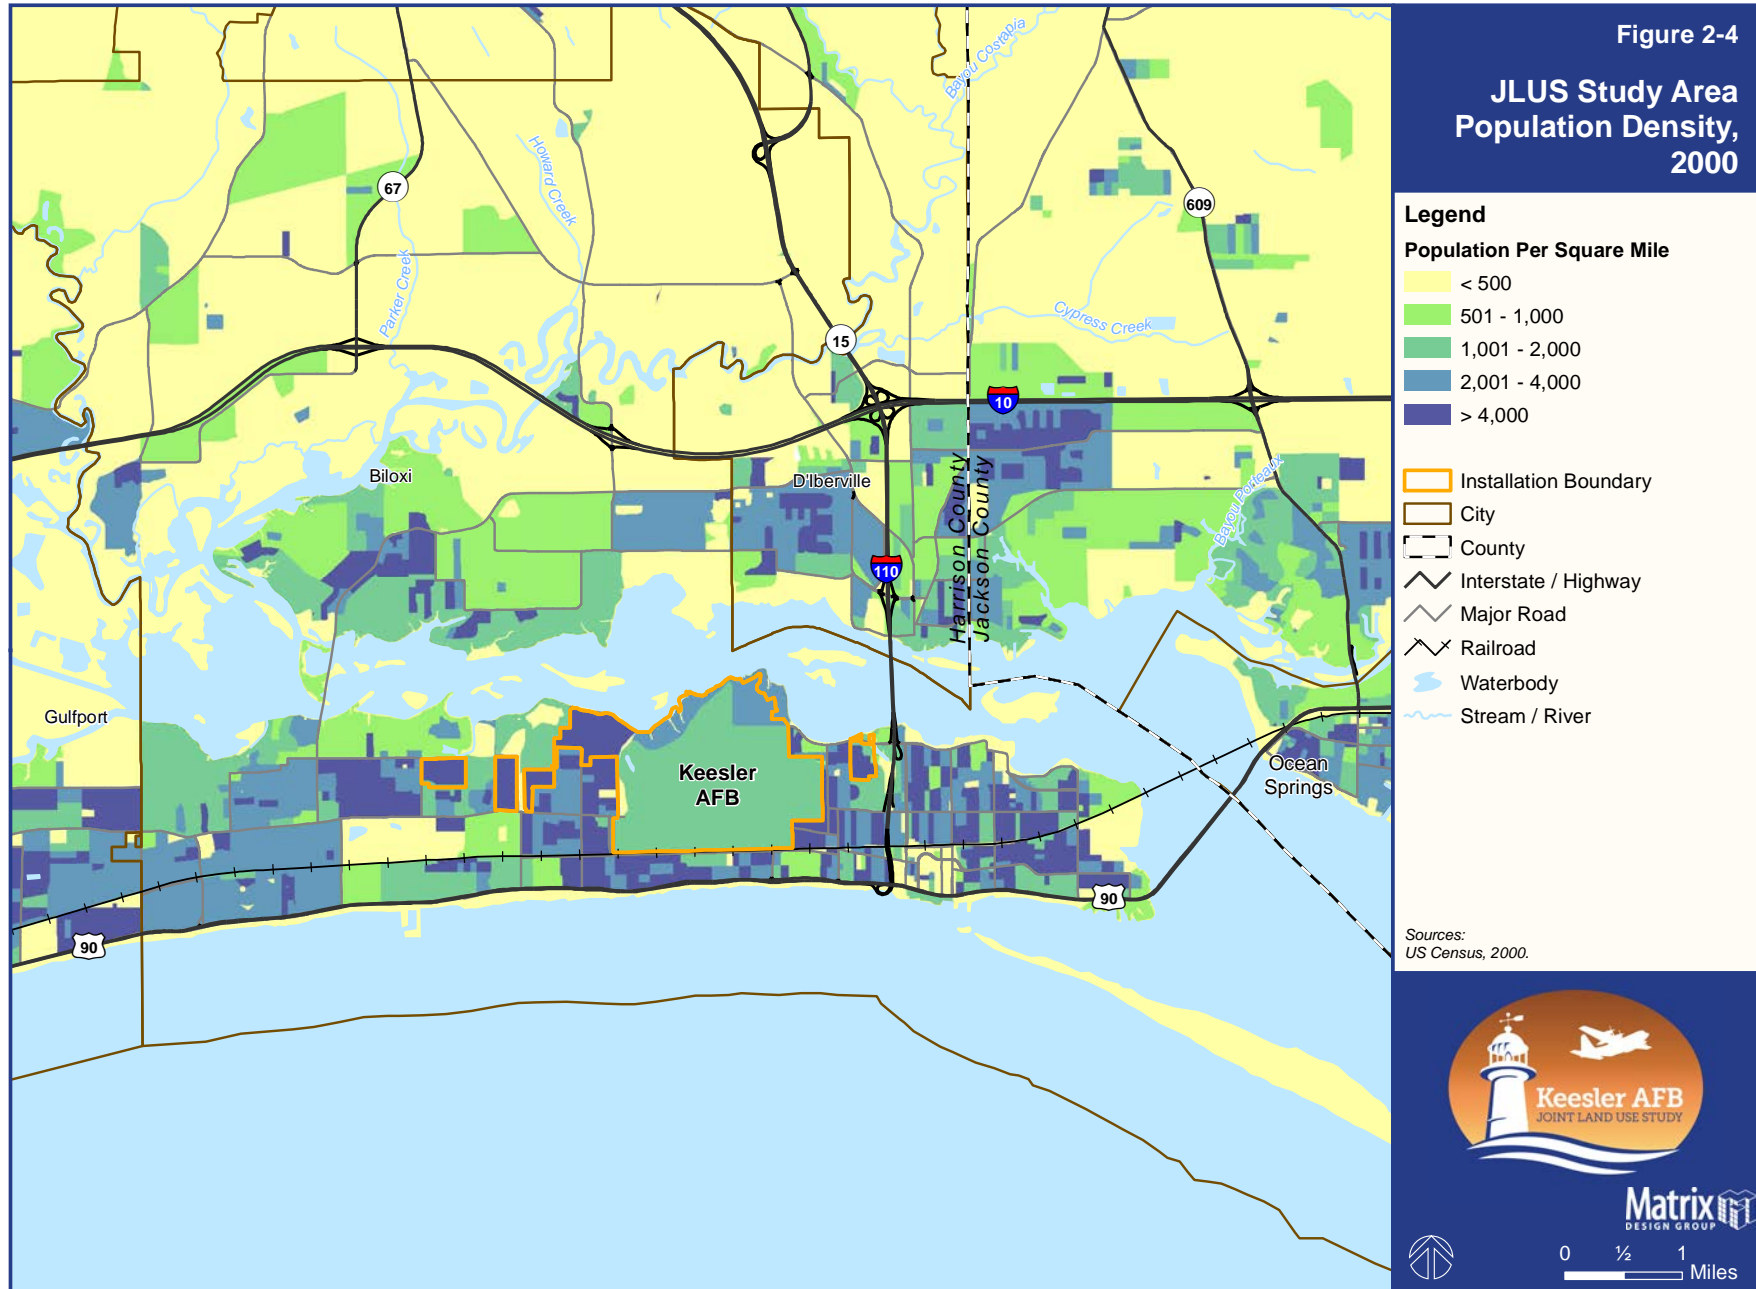 Figure 2-4
JLUS Study Area
Population Density,
2000
Legend
Population Per Square Mile
< 500
501 - 1,000
1,001 - 2,000
2,001 - 4,000
> 4,000
Installation Boundary
City
County
Interstate / Highway
Major Road
Railroad
Waterbody
Stream / River
Sources:
US Census, 2000.
Keesler AFB
JOINT LAND USE STUDY
Matrix
DESIGN GROUP
0 ½ 1
Miles
Bayou Costapia
Howard Creek
67
609
Parker Creek
Cypress Creek
15
10
Biloxi
D'Iberville
Harrison County
Jackson County
Bayou Porteaux
110
Gulfport
Keesler
AFB
Ocean
Springs
90
90